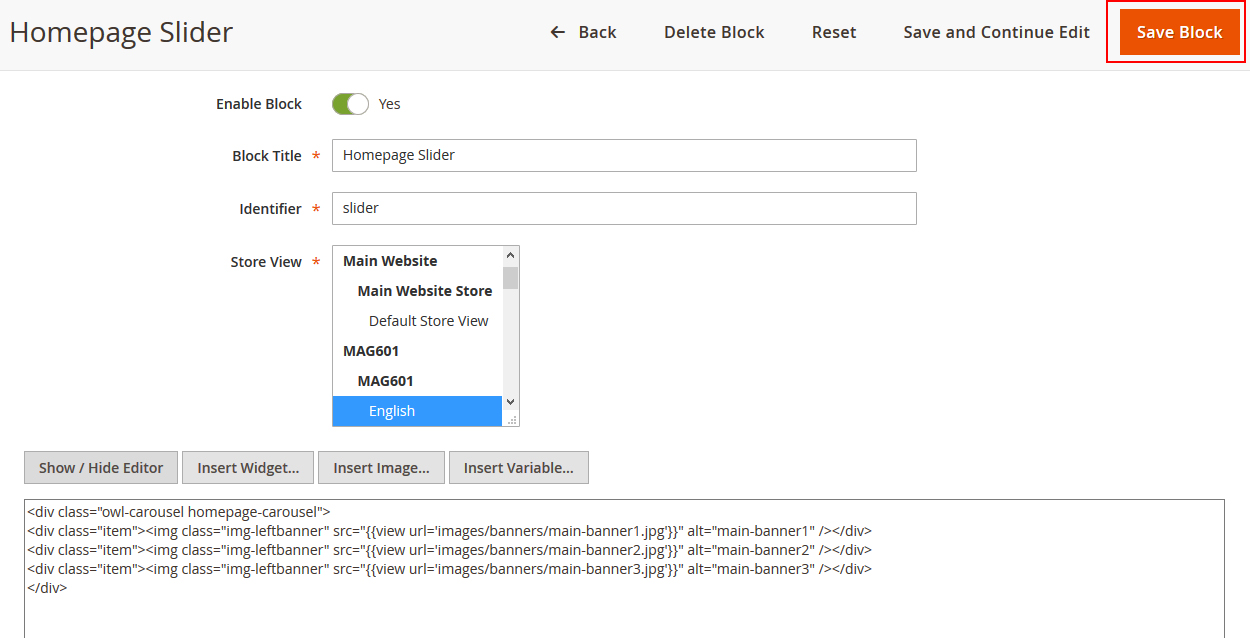 Homepage Slider
← Back Delete Block Reset Save and Continue Edit Save Block
Enable Block Yes
Block Title * Homepage Slider
Identifier * slider
Store View * Main Website
Main Website Store
Default Store View
MAG601
MAG601
English
Show / Hide Editor Insert Widget... Insert Image... Insert Variable...
<div class="owl-carousel homepage-carousel">
<div class="item"><img class="img-leftbanner" src="{{view url='images/banners/main-banner1.jpg'}}" alt="main-banner1" /></div>
<div class="item"><img class="img-leftbanner" src="{{view url='images/banners/main-banner2.jpg'}}" alt="main-banner2" /></div>
<div class="item"><img class="img-leftbanner" src="{{view url='images/banners/main-banner3.jpg'}}" alt="main-banner3" /></div>
</div>